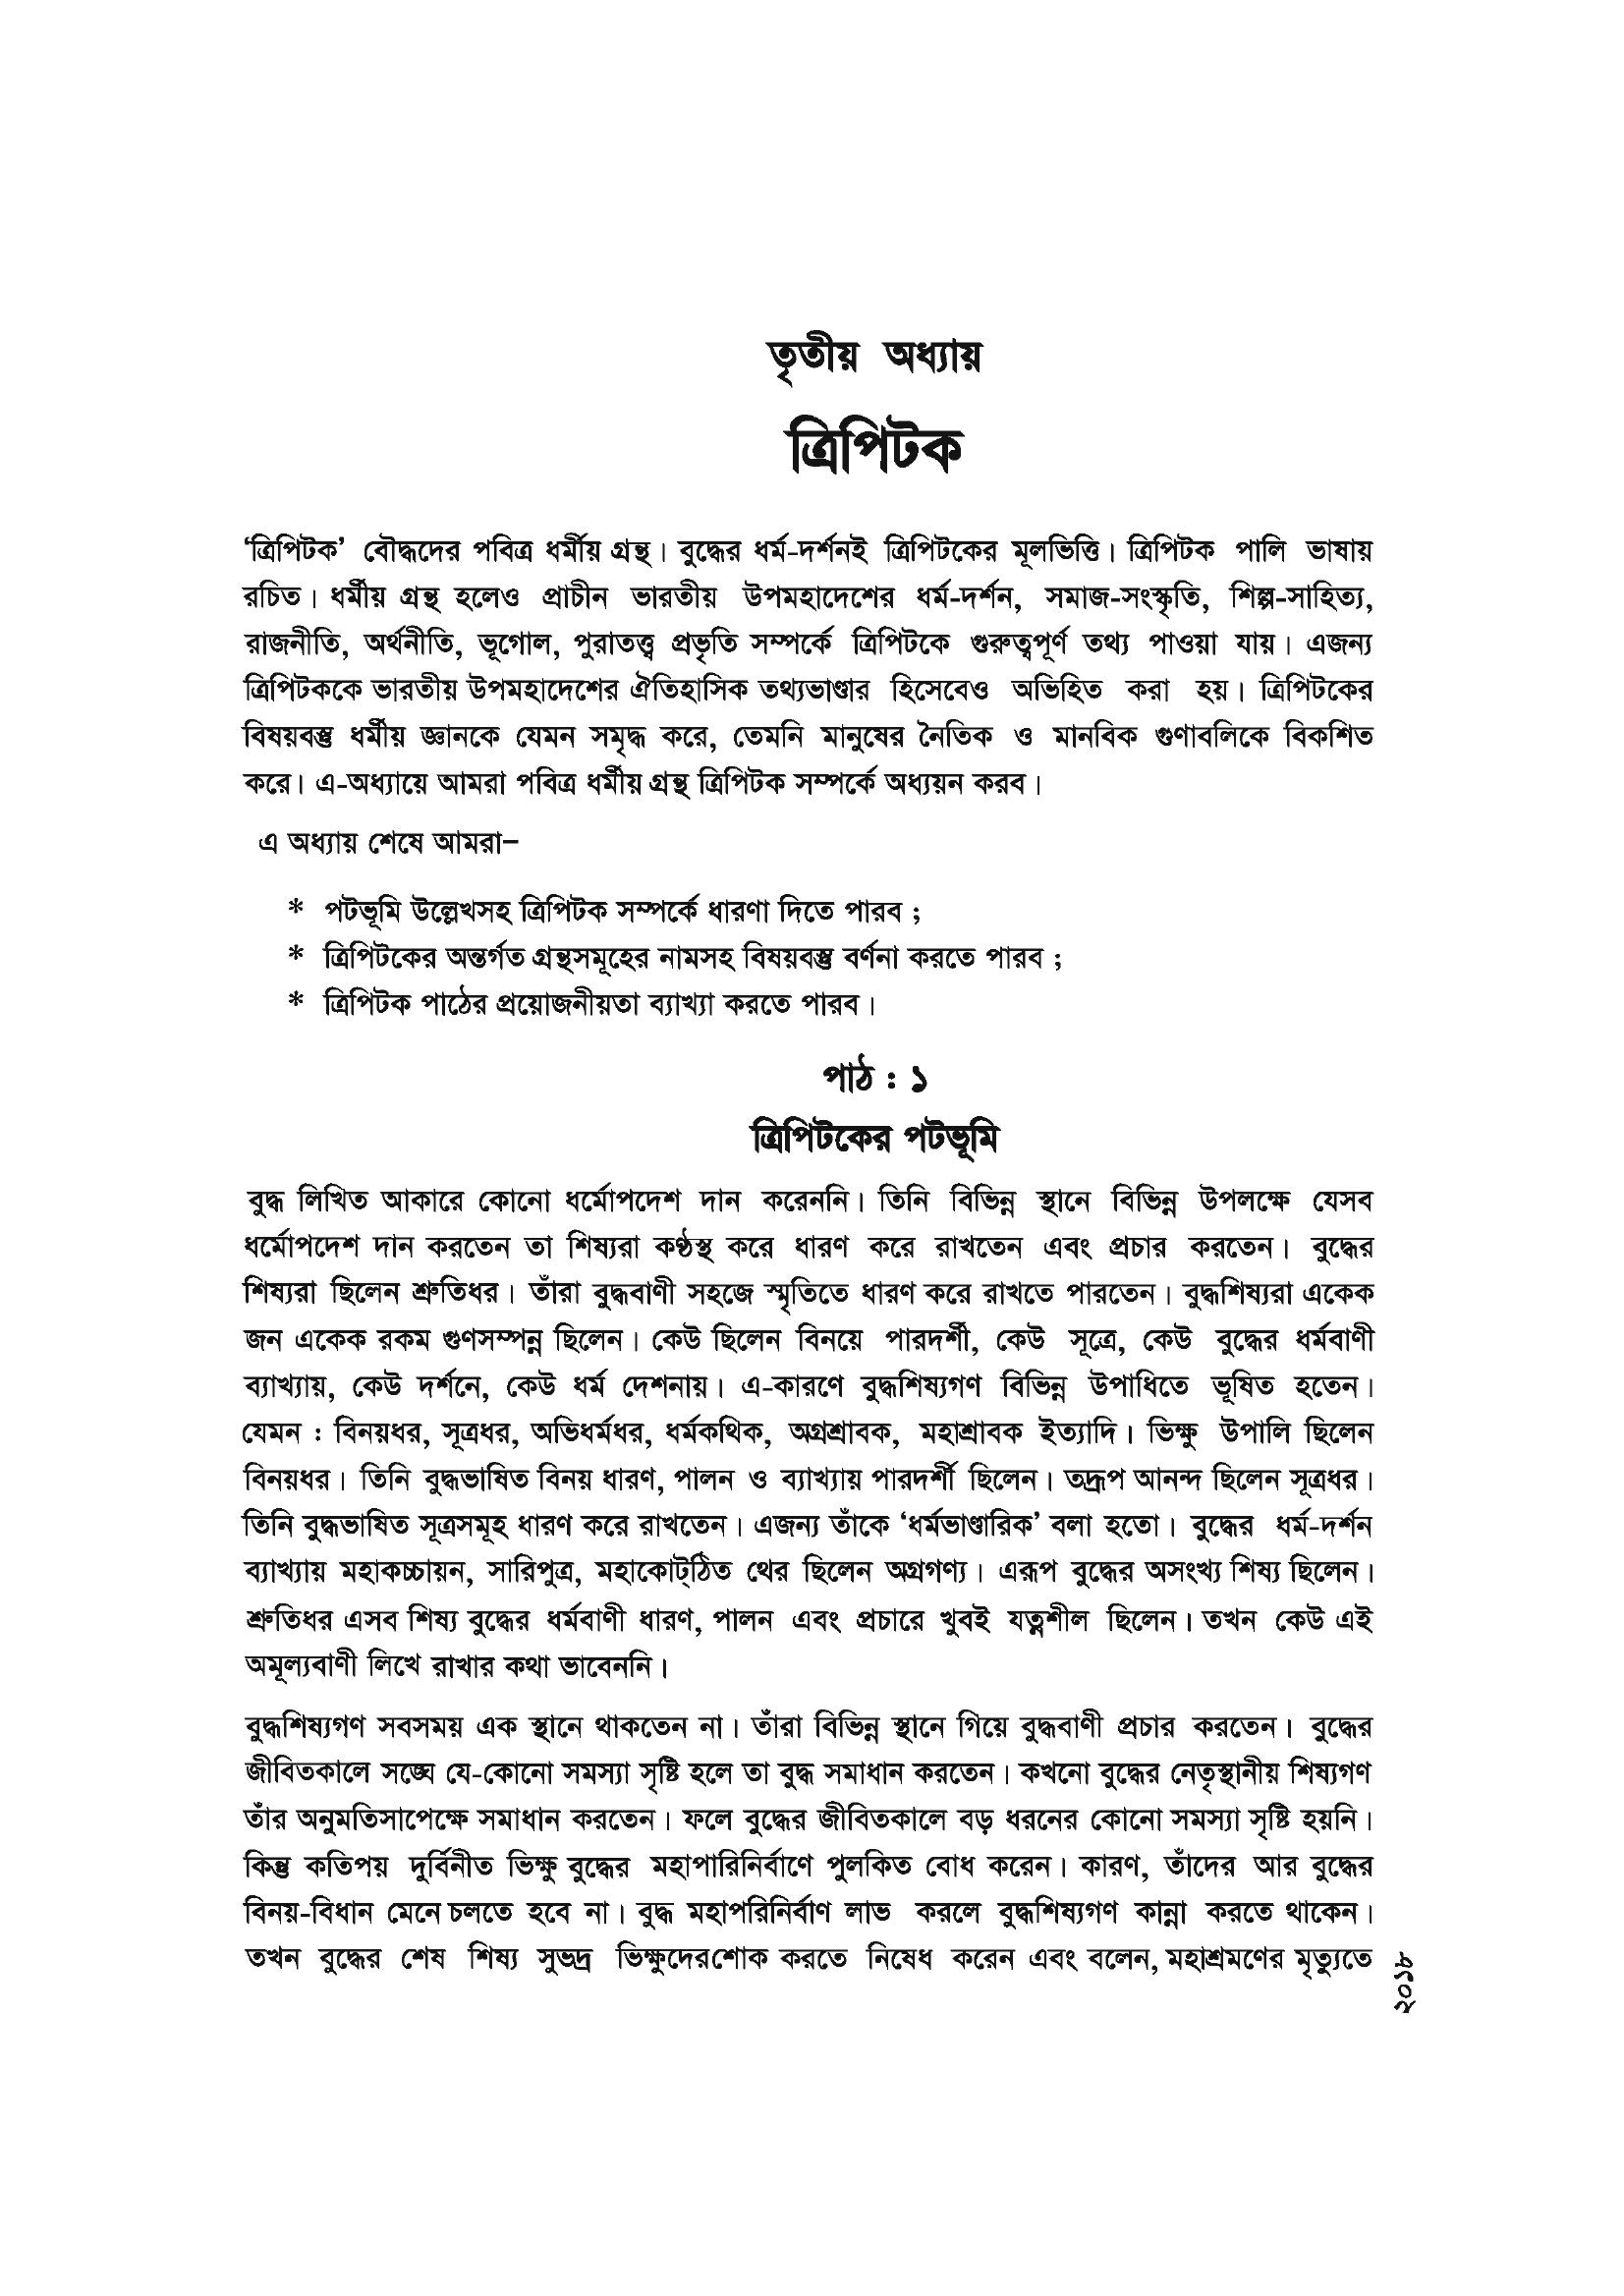 তৃতীয় অধ্যায়
ত্রিপিটক
‘ত্রিপিটক’ বৌদ্ধদের পবিত্র ধর্মীয় গ্রন্থ। বুদ্ধের ধর্ম-দর্শনই ত্রিপিটকের মূলভিত্তি। ত্রিপিটক পালি ভাষায়
রচিত। ধর্মীয় গ্রন্থ হলেও প্রাচীন ভারতীয় উপমহাদেশের ধর্ম-দর্শন, সমাজ-সংস্কৃতি, শিল্প-সাহিত্য,
রাজনীতি, অর্থনীতি, ভূগোল, পুরাতত্ত্ব প্রভৃতি সম্পর্কে ত্রিপিটকে গুরুত্বপূর্ণ তথ্য পাওয়া যায়। এজন্য
ত্রিপিটককে ভারতীয় উপমহাদেশের ঐতিহাসিক তথ্যভাণ্ডার হিসেবেও অভিহিত করা হয়। ত্রিপিটকের
বিষয়বস্তু ধর্মীয় জ্ঞানকে যেমন সমৃদ্ধ করে, তেমনি মানুষের নৈতিক ও মানবিক গুণাবলিকে বিকশিত
করে। এ-অধ্যায়ে আমরা পবিত্র ধর্মীয় গ্রন্থ ত্রিপিটক সম্পর্কে অধ্যয়ন করব।
এ অধ্যায় শেষে আমরা–
* পটভূমি উল্লেখসহ ত্রিপিটক সম্পর্কে ধারণা দিতে পারব ;
* ত্রিপিটকের অন্তর্গত গ্রন্থসমূহের নামসহ বিষয়বস্তু বর্ণনা করতে পারব ;
* ত্রিপিটক পাঠের প্রয়োজনীয়তা ব্যাখ্যা করতে পারব।
পাঠ : ১
ত্রিপিটকের পটভূমি
বুদ্ধ লিখিত আকারে কোনো ধর্মোপদেশ দান করেননি। তিনি বিভিন্ন স্থানে বিভিন্ন উপলক্ষে যেসব
ধর্মোপদেশ দান করতেন তা শিষ্যরা কণ্ঠস্থ করে ধারণ করে রাখতেন এবং প্রচার করতেন। বুদ্ধের
শিষ্যরা ছিলেন শ্রুতিধর। তাঁরা বুদ্ধবাণী সহজে স্মৃতিতে ধারণ করে রাখতে পারতেন। বুদ্ধশিষ্যরা একেক
জন একেক রকম গুণসম্পন্ন ছিলেন। কেউ ছিলেন বিনয়ে পারদর্শী, কেউ সূত্রে, কেউ বুদ্ধের ধর্মবাণী
ব্যাখ্যায়, কেউ দর্শনে, কেউ ধর্ম দেশনায়। এ-কারণে বুদ্ধশিষ্যগণ বিভিন্ন উপাধিতে ভূষিত হতেন।
যেমন : বিনয়ধর, সূত্রধর, অভিধর্মধর, ধর্মকথিক, অগ্রশ্রাবক, মহাশ্রাবক ইত্যাদি। ভিক্ষু উপালি ছিলেন
বিনয়ধর। তিনি বুদ্ধভাষিত বিনয় ধারণ, পালন ও ব্যাখ্যায় পারদর্শী ছিলেন। তদ্রূপ আনন্দ ছিলেন সূত্রধর।
তিনি বুদ্ধভাষিত সূত্রসমূহ ধারণ করে রাখতেন। এজন্য তাঁকে ‘ধর্মভাণ্ডারিক’ বলা হতো। বুদ্ধের ধর্ম-দর্শন
ব্যাখ্যায় মহাকচ্চায়ন, সারিপুত্র, মহাকোট্ঠিত থের ছিলেন অগ্রগণ্য। এরূপ বুদ্ধের অসংখ্য শিষ্য ছিলেন।
শ্রুতিধর এসব শিষ্য বুদ্ধের ধর্মবাণী ধারণ, পালন এবং প্রচারে খুবই যত্নশীল ছিলেন। তখন কেউ এই
অমূল্যবাণী লিখে রাখার কথা ভাবেননি।
বুদ্ধশিষ্যগণ সবসময় এক স্থানে থাকতেন না। তাঁরা বিভিন্ন স্থানে গিয়ে বুদ্ধবাণী প্রচার করতেন। বুদ্ধের
জীবিতকালে সঙ্ঘে যে-কোনো সমস্যা সৃষ্টি হলে তা বুদ্ধ সমাধান করতেন। কখনো বুদ্ধের নেতৃস্থানীয় শিষ্যগণ
তাঁর অনুমতিসাপেক্ষে সমাধান করতেন। ফলে বুদ্ধের জীবিতকালে বড় ধরনের কোনো সমস্যা সৃষ্টি হয়নি।
কিন্তু কতিপয় দুর্বিনীত ভিক্ষু বুদ্ধের মহাপারিনির্বাণে পুলকিত বোধ করেন। কারণ, তাঁদের আর বুদ্ধের
বিনয়-বিধান মেনে চলতে হবে না। বুদ্ধ মহাপরিনির্বাণ লাভ করলে বুদ্ধশিষ্যগণ কান্না করতে থাকেন।
তখন বুদ্ধের শেষ শিষ্য সুভদ্র ভিক্ষুদেরশোক করতে নিষেধ করেন এবং বলেন, মহাশ্রমণের মৃত্যুতে
২০১৮